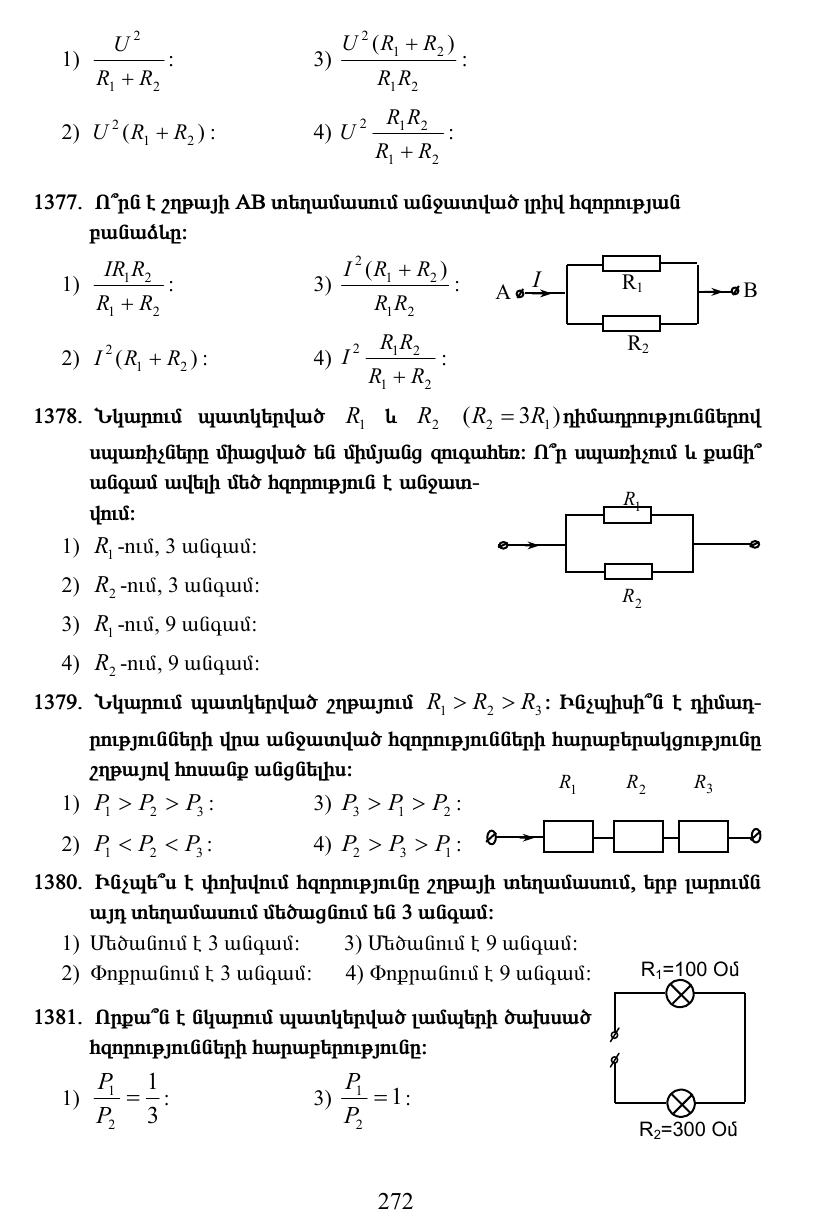 1) U² / (R₁ + R₂) : 3) U²(R₁ + R₂) / R₁R₂ :
2) U²(R₁ + R₂) : 4) U² R₁R₂ / (R₁ + R₂) :
1377. Ո՞րն է շղթայի AB տեղամասում անջատված լրիվ հզորության
բանաձևը:
1) IR₁R₂ / (R₁ + R₂) : 3) I²(R₁ + R₂) / R₁R₂ :
2) I²(R₁ + R₂) : 4) I² R₁R₂ / (R₁ + R₂) :
A I R₁ B
R₂
1378. Նկարում պատկերված R₁ և R₂ (R₂ = 3R₁) դիմադրություններով
սպառիչները միացված են միմյանց զուգահեռ: Ո՞ր սպառիչում և քանի՞
անգամ ավելի մեծ հզորություն է անջատ-
վում:
1) R₁ -ում, 3 անգամ:
2) R₂ -ում, 3 անգամ:
3) R₁ -ում, 9 անգամ:
4) R₂ -ում, 9 անգամ:
R₁
R₂
1379. Նկարում պատկերված շղթայում R₁ > R₂ > R₃: Ինչպիսի՞ն է դիմադ-
րությունների վրա անջատված հզորությունների հարաբերակցությունը
շղթայով հոսանք անցնելիս:
1) P₁ > P₂ > P₃ : 3) P₃ > P₁ > P₂ :
2) P₁ < P₂ < P₃ : 4) P₂ > P₃ > P₁ :
R₁ R₂ R₃
1380. Ինչպե՞ս է փոխվում հզորությունը շղթայի տեղամասում, երբ լարումն
այդ տեղամասում մեծացնում են 3 անգամ:
1) Մեծանում է 3 անգամ: 3) Մեծանում է 9 անգամ:
2) Փոքրանում է 3 անգամ: 4) Փոքրանում է 9 անգամ:
1381. Որքա՞ն է նկարում պատկերված լամպերի ծախսած
հզորությունների հարաբերությունը:
1) P₁ / P₂ = 1 / 3 : 3) P₁ / P₂ = 1 :
R₁=100 Օմ
R₂=300 Օմ
272